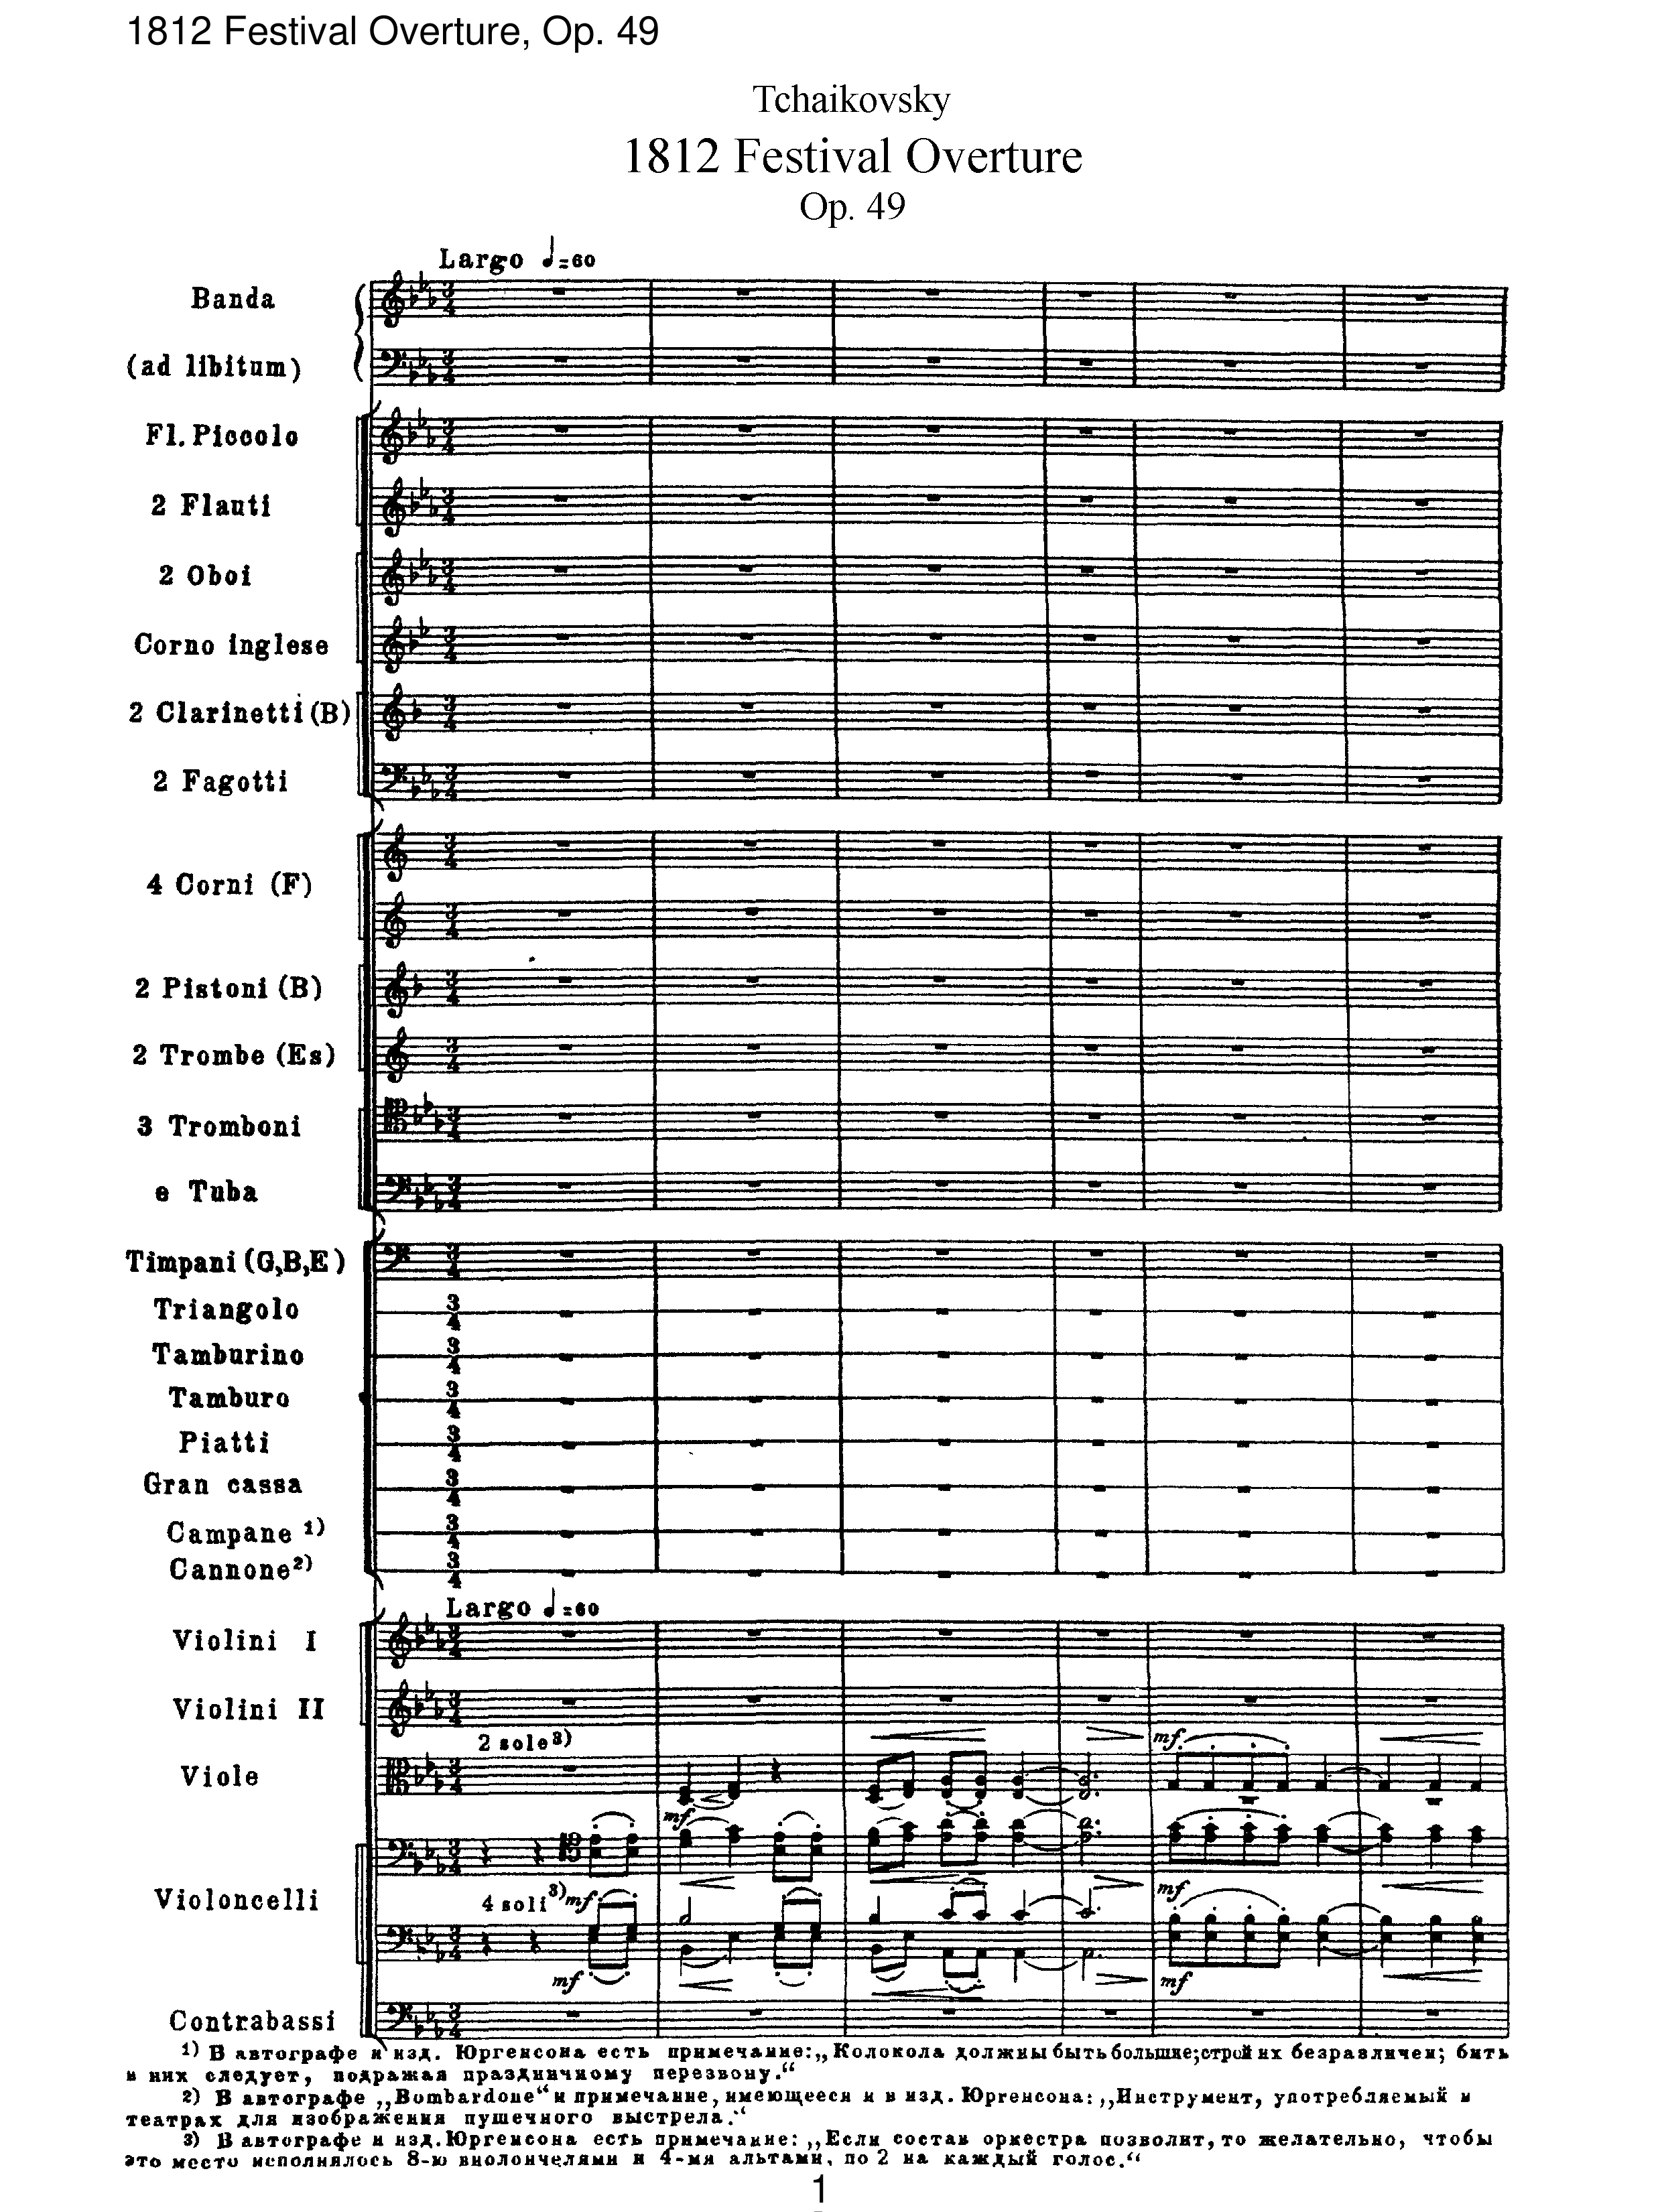 1812 Festival Overture, Op. 49
Tchaikovsky
1812 Festival Overture
Op. 49
Largo ♩=60
Banda
(ad libitum)
Fl. Piccolo
2 Flauti
2 Oboi
Corno inglese
2 Clarinetti (B)
2 Fagotti
4 Corni (F)
2 Pistoni (B)
2 Trombe (Es)
3 Tromboni
e Tuba
Timpani (G,B,E)
Triangolo
Tamburino
Tamburo
Piatti
Gran cassa
Campane 1)
Cannone 2)
Largo ♩=60
Violini I
Violini II
2 sole 3)
mf
Viole
mf
4 soli 3) mf
mf
Violoncelli
mf
mf
Contrabassi
1) В автографе и изд. Юргенсона есть примечание: „Колокола должны быть большие; строй их безразличен; бить
в них следует, подражая праздничному перезвону.“
2) В автографе „Bombardone“ и примечание, имеющееся и в изд. Юргенсона: „Инструмент, употребляемый в
театрах для изображения пушечного выстрела.“
3) В автографе и изд. Юргенсона есть примечание: „Если состав оркестра позволит, то желательно, чтобы
это место исполнялось 8-ю виолончелями и 4-мя альтами, по 2 на каждый голос.“
1